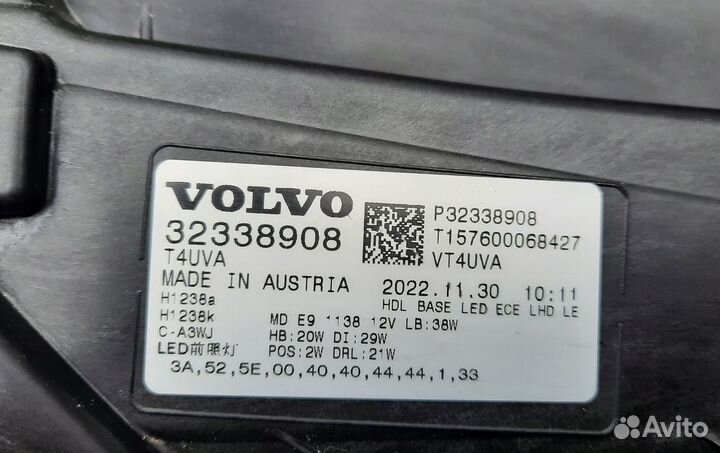 VOLVO
32338908
T4UVA
P32338908
T157600068427
VT4UVA
MADE IN AUSTRIA
2022.11.30 10:11
HDL BASE LED ECE LHD LE
H1238a
H1238k
C-A3WJ
LED前照灯
MD E9 1138 12V LB:38W
HB:20W DI:29W
POS:2W DRL:21W
3A,52,5E,00,40,40,44,44,1,33
Avito